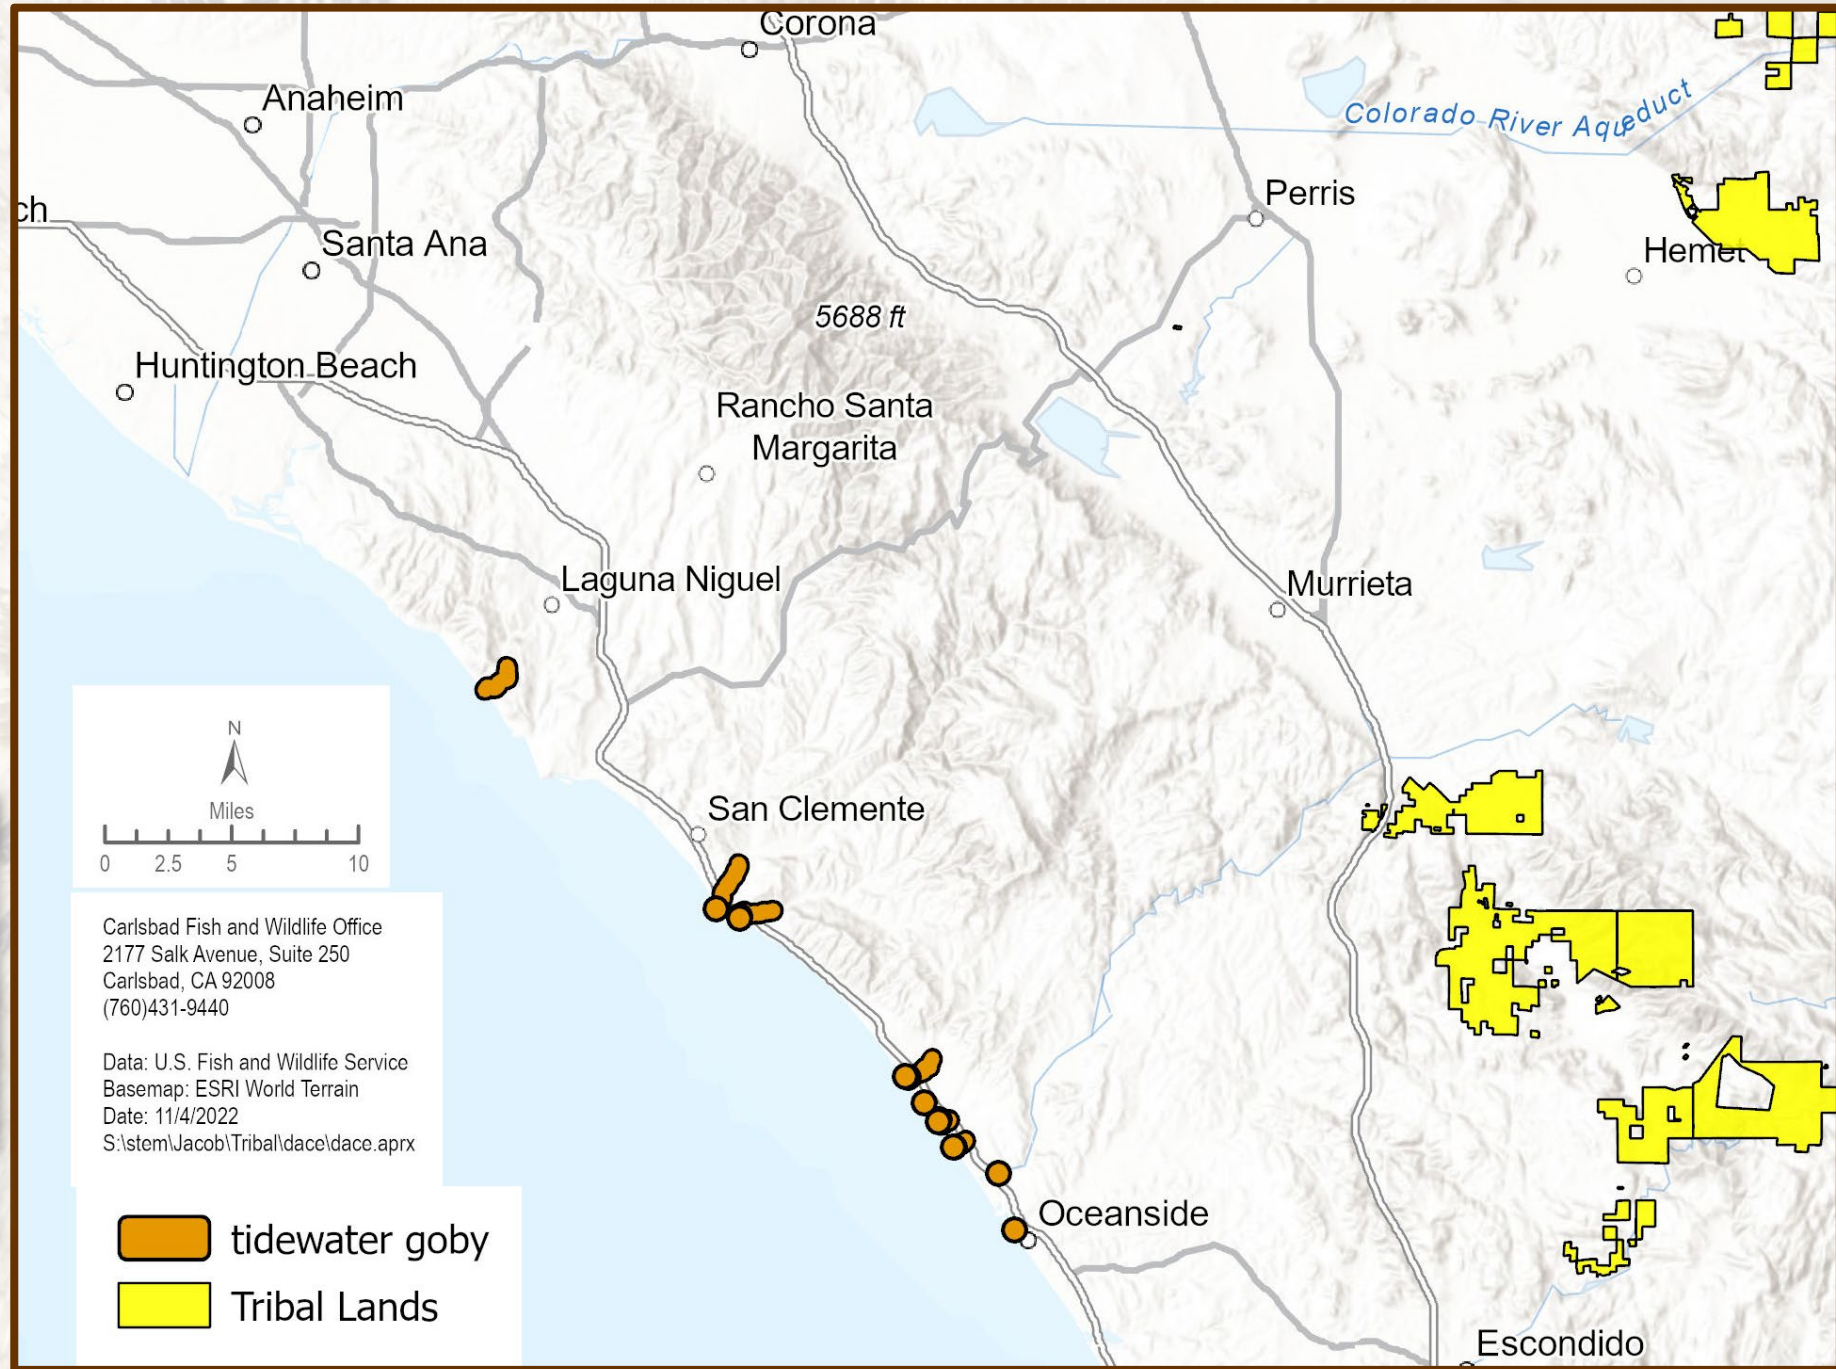 Corona
Anaheim
Colorado River Aqueduct
ch
Perris
Santa Ana
Hemet
5688 ft
Huntington Beach
Rancho Santa
Margarita
Laguna Niguel
Murrieta
N
Miles
0 2.5 5 10
San Clemente
Carlsbad Fish and Wildlife Office
2177 Salk Avenue, Suite 250
Carlsbad, CA 92008
(760)431-9440
Data: U.S. Fish and Wildlife Service
Basemap: ESRI World Terrain
Date: 11/4/2022
S:\stem\Jacob\Tribal\dace\dace.aprx
Oceanside
tidewater goby
Tribal Lands
Escondido